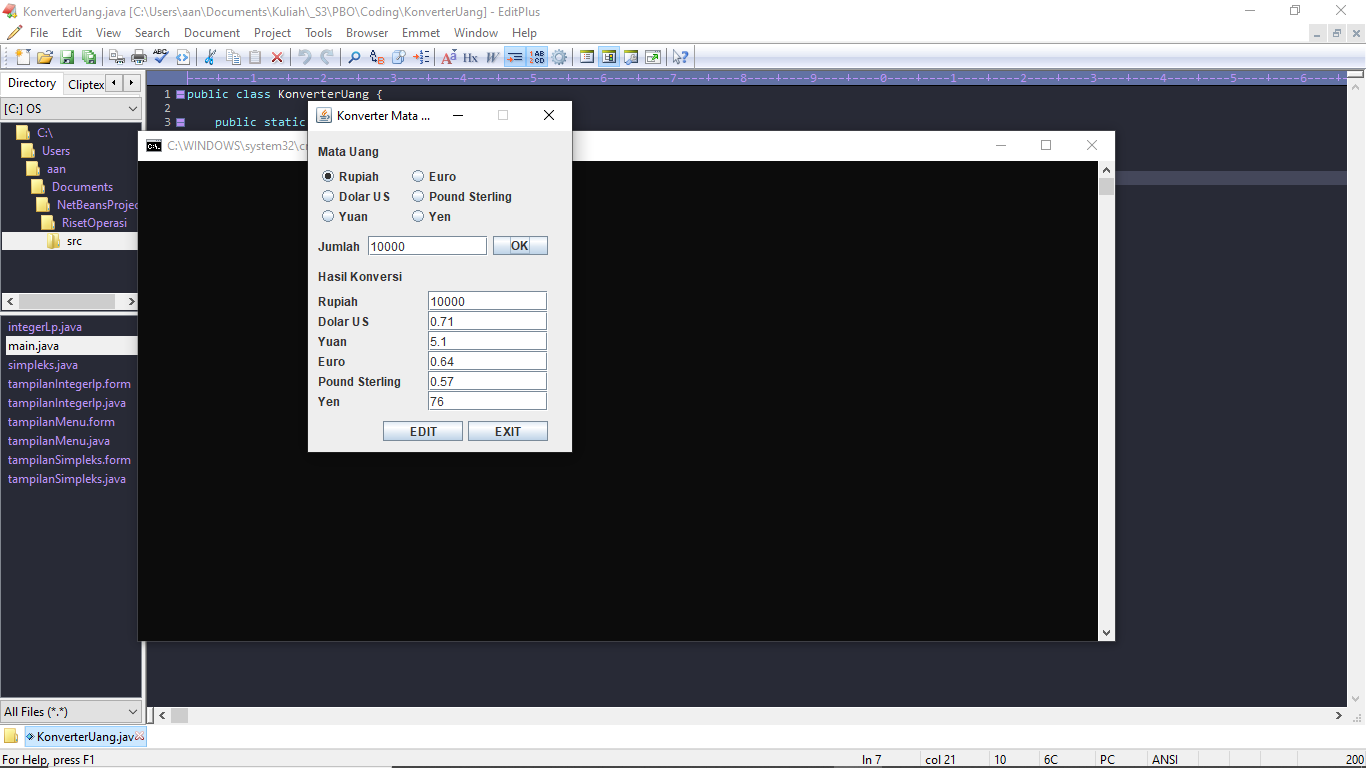 KonverterUang.java [C:\Users\aan\Documents\Kuliah\_S3\PBO\Coding\KonverterUang] - EditPlus
File Edit View Search Document Project Tools Browser Emmet Window Help
Directory Cliptex
[C:] OS
C:\
Users
aan
Documents
NetBeansProjec
RisetOperasi
src
integerLp.java
main.java
simpleks.java
tampilanIntegerlp.form
tampilanIntegerlp.java
tampilanMenu.form
tampilanMenu.java
tampilanSimpleks.form
tampilanSimpleks.java
All Files (*.*)
----+----1----+----2----+----3----+----4----+----5----+----6----+----7----+----8----+----9----+----0----+----1----+----2----+----3----+----4----+----5----+----6----+
1 public class KonverterUang {
2
3 public static
C:\WINDOWS\system32\c
Konverter Mata ...
Mata Uang
Rupiah Euro
Dolar US Pound Sterling
Yuan Yen
Jumlah 10000 OK
Hasil Konversi
Rupiah 10000
Dolar US 0.71
Yuan 5.1
Euro 0.64
Pound Sterling 0.57
Yen 76
EDIT EXIT
KonverterUang.jav
For Help, press F1 ln 7 col 21 10 6C PC ANSI 200